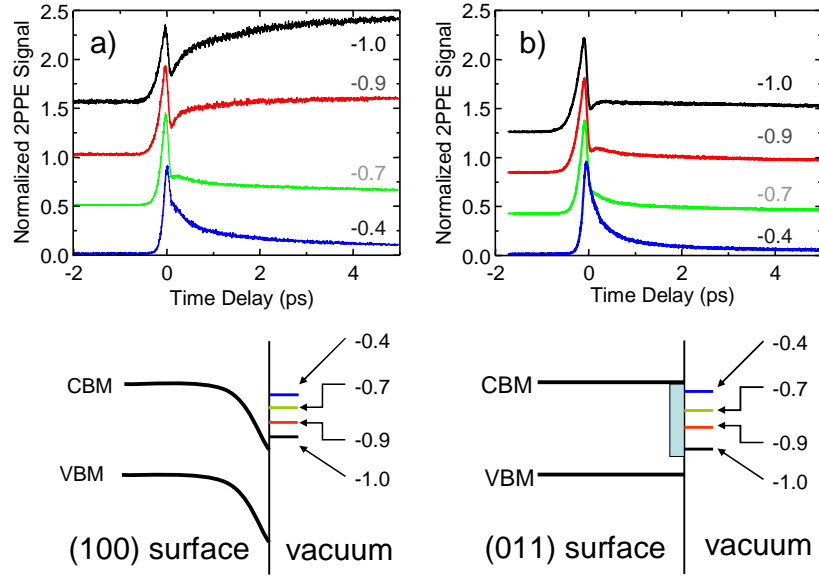 a)
Normalized 2PPE Signal
2.5
2.0
1.5
1.0
0.5
0.0
-1.0
-0.9
-0.7
-0.4
-2
0
2
4
Time Delay (ps)
b)
Normalized 2PPE Signal
2.5
2.0
1.5
1.0
0.5
0.0
-1.0
-0.9
-0.7
-0.4
-2
0
2
4
Time Delay (ps)
CBM
VBM
-0.4
-0.7
-0.9
-1.0
(100) surface
vacuum
CBM
VBM
-0.4
-0.7
-0.9
-1.0
(011) surface
vacuum